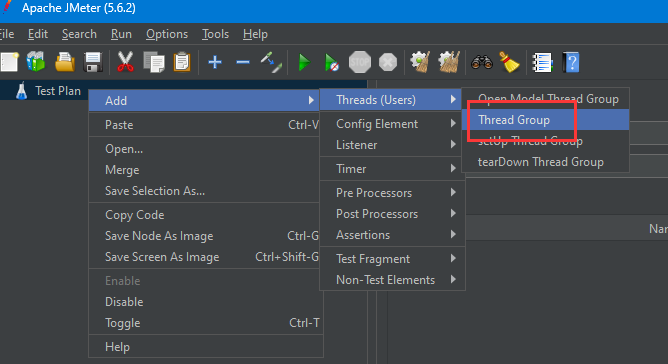 Apache JMeter (5.6.2)
File Edit Search Run Options Tools Help
Test Plan
Add
Paste Ctrl-V
Open...
Merge
Save Selection As...
Copy Code
Save Node As Image Ctrl-G
Save Screen As Image Ctrl+Shift-G
Enable
Disable
Toggle Ctrl-T
Help
Threads (Users)
Config Element
Listener
Timer
Pre Processors
Post Processors
Assertions
Test Fragment
Non-Test Elements
Open Model Thread Group
Thread Group
setUp Thread Group
tearDown Thread Group
Nar